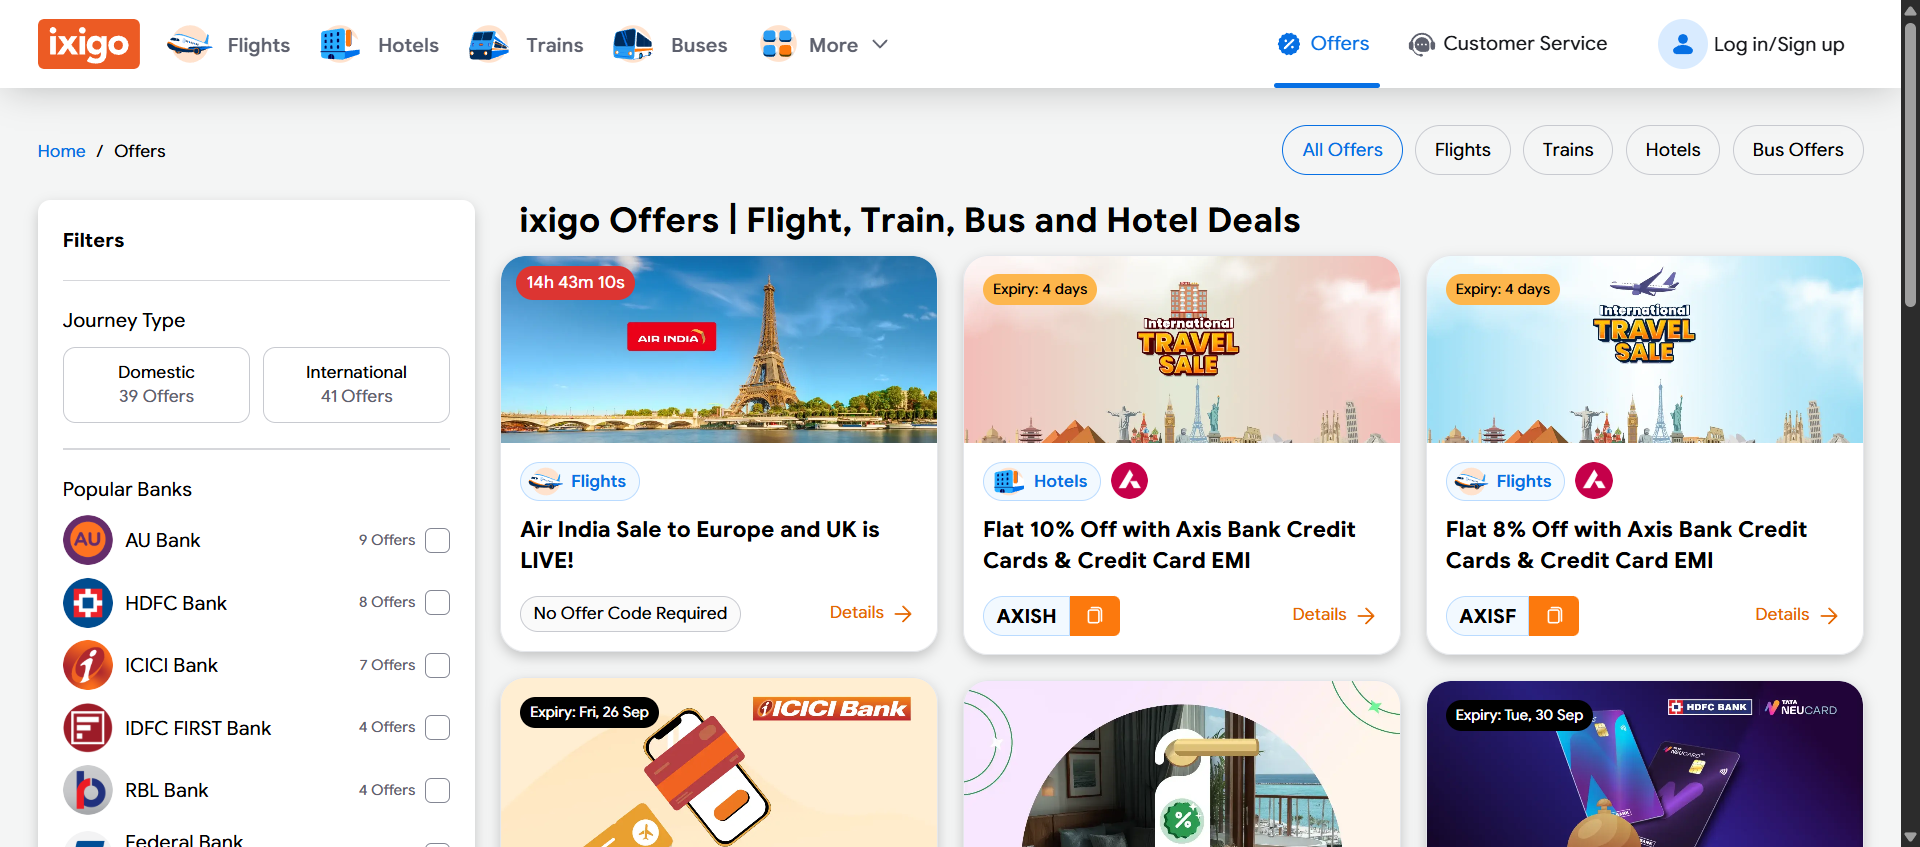 ixigo
Flights
Hotels
Trains
Buses
More
Offers
Customer Service
Log in/Sign up
Home / Offers
All Offers
Flights
Trains
Hotels
Bus Offers
Filters
Journey Type
Domestic
39 Offers
International
41 Offers
Popular Banks
AU
AU Bank
9 Offers
HDFC Bank
8 Offers
ICICI Bank
7 Offers
IDFC FIRST Bank
4 Offers
RBL Bank
4 Offers
Federal Bank
ixigo Offers | Flight, Train, Bus and Hotel Deals
14h 43m 10s
AIR INDIA
Flights
Air India Sale to Europe and UK is
LIVE!
No Offer Code Required
Details
Expiry: 4 days
International
TRAVEL
SALE
Hotels
Flat 10% Off with Axis Bank Credit
Cards & Credit Card EMI
AXISH
Details
Expiry: 4 days
International
TRAVEL
SALE
Flights
Flat 8% Off with Axis Bank Credit
Cards & Credit Card EMI
AXISF
Details
Expiry: Fri, 26 Sep
ICICI Bank
%
Expiry: Tue, 30 Sep
HDFC BANK
TATA
NEUCARD